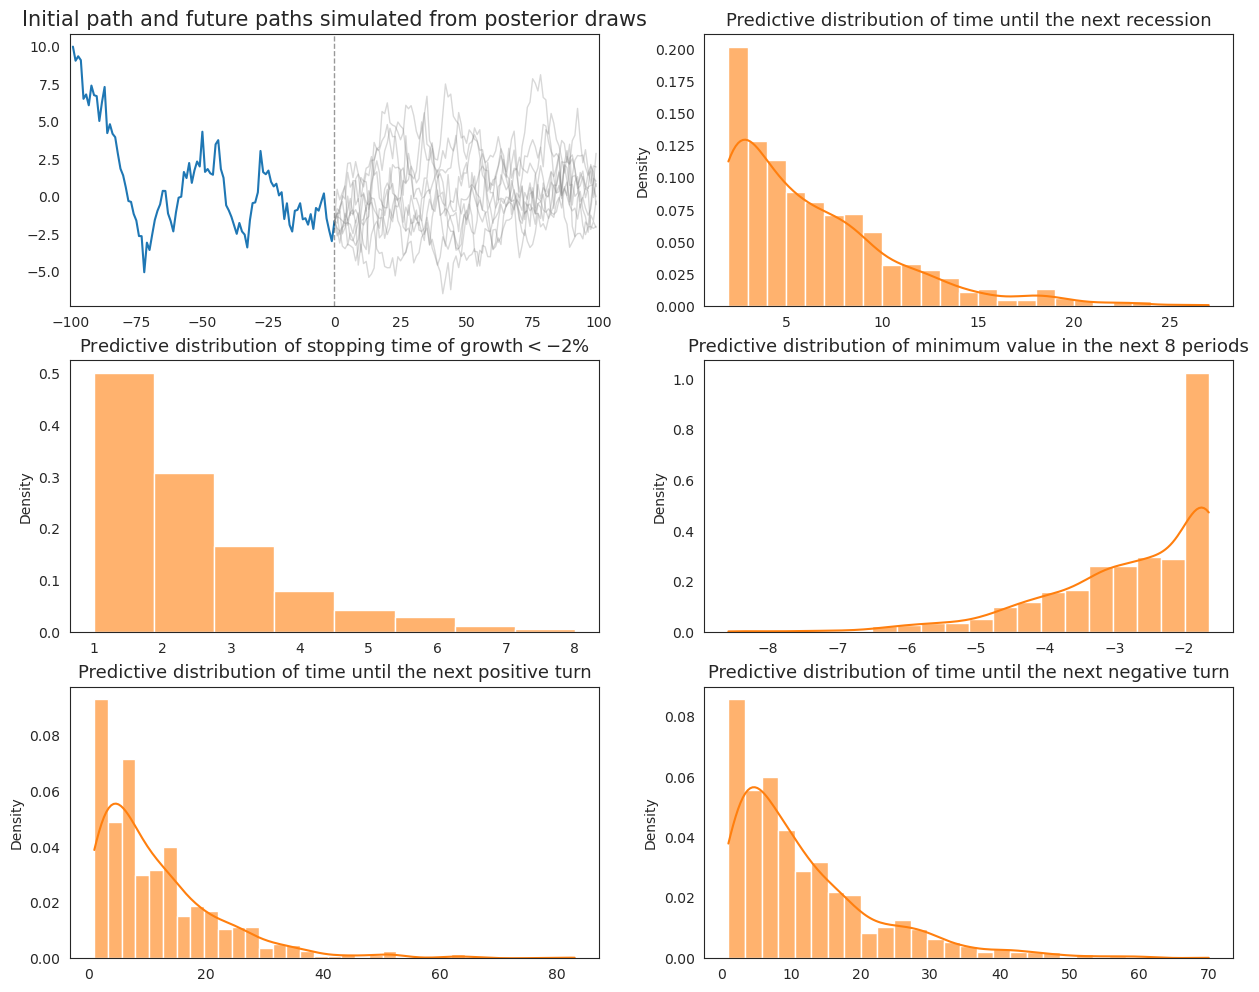 Initial path and future paths simulated from posterior draws
10.0
7.5
5.0
2.5
0.0
−2.5
−5.0
−100 −75 −50 −25 0 25 50 75 100
Predictive distribution of time until the next recession
Density
0.200
0.175
0.150
0.125
0.100
0.075
0.050
0.025
0.000
5 10 15 20 25
Predictive distribution of stopping time of growth < −2%
Density
0.5
0.4
0.3
0.2
0.1
0.0
1 2 3 4 5 6 7 8
Predictive distribution of minimum value in the next 8 periods
Density
1.0
0.8
0.6
0.4
0.2
0.0
−8 −7 −6 −5 −4 −3 −2
Predictive distribution of time until the next positive turn
Density
0.08
0.06
0.04
0.02
0.00
0 20 40 60 80
Predictive distribution of time until the next negative turn
Density
0.08
0.06
0.04
0.02
0.00
0 10 20 30 40 50 60 70